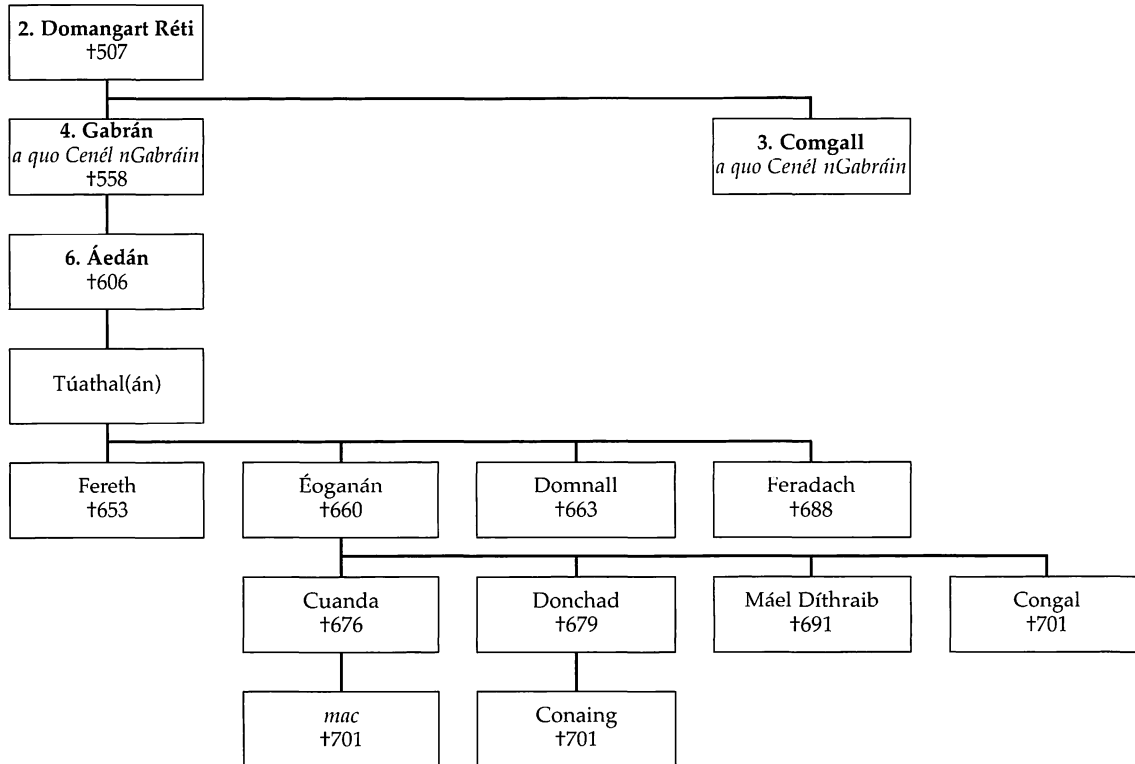 2. Domangart Réti
†507
4. Gabrán
a quo Cenél nGabráin
†558
3. Comgall
a quo Cenél nGabráin
6. Áedán
†606
Túathal(án)
Fereth
†653
Éoganán
†660
Domnall
†663
Feradach
†688
Cuanda
†676
Donchad
†679
Máel Díthraib
†691
Congal
†701
mac
†701
Conaing
†701